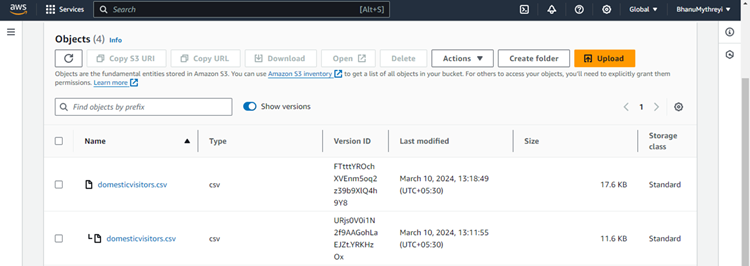 aws Services Search [Alt+S] Global BhanuMythreyi
Objects (4) Info
Copy S3 URI Copy URL Download Open Delete Actions Create folder Upload
Objects are the fundamental entities stored in Amazon S3. You can use Amazon S3 inventory to get a list of all objects in your bucket. For others to access your objects, you'll need to explicitly grant them
permissions. Learn more
Find objects by prefix Show versions 1
Name Type Version ID Last modified Size Storage class
domesticvisitors.csv csv
FTtttYROch
XVEnm5oq2
z39b9XIQ4h
9Y8
March 10, 2024, 13:18:49
(UTC+05:30)
17.6 KB Standard
domesticvisitors.csv csv
URjs0V0i1N
2f9AAGohLa
EJZt.YRKHz
Ox
March 10, 2024, 13:11:55
(UTC+05:30)
11.6 KB Standard